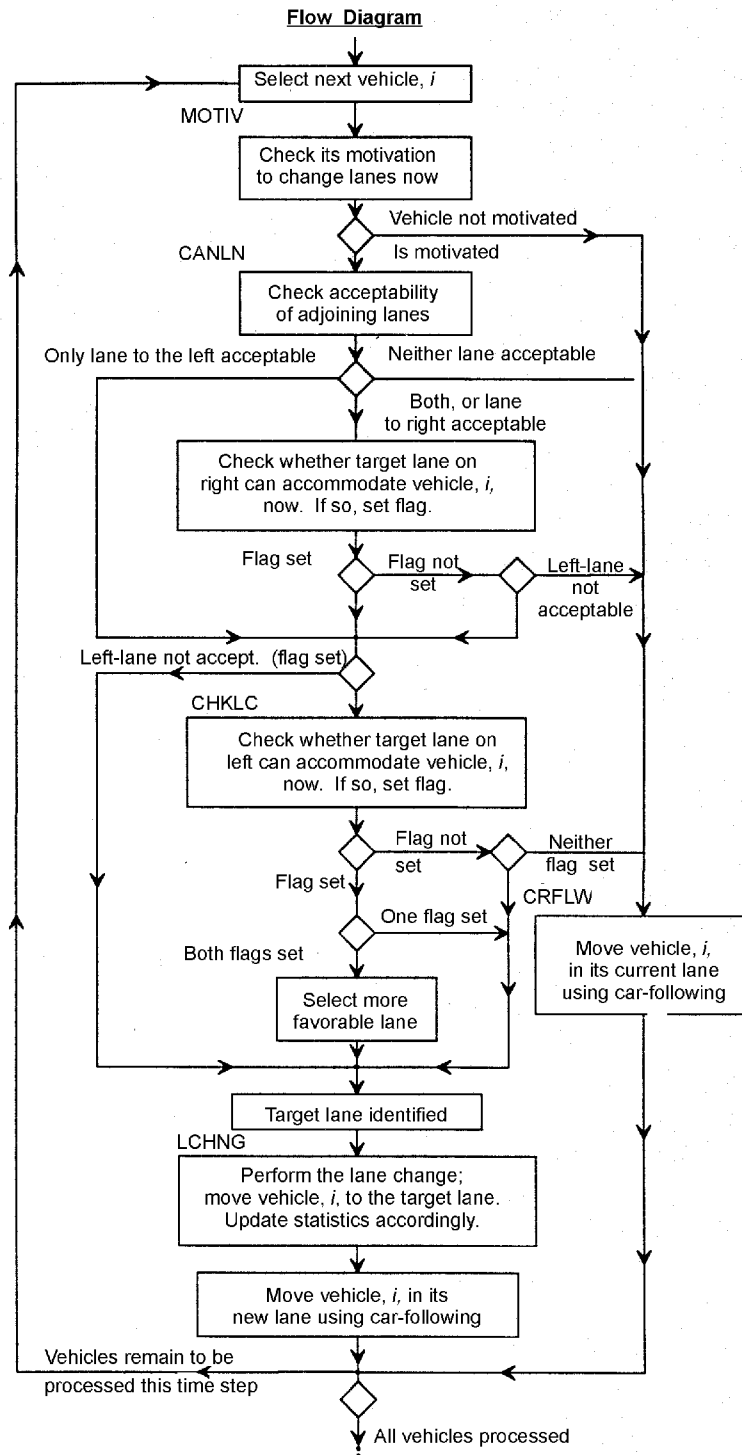 Flow Diagram
Select next vehicle, i
MOTIV
Check its motivation
to change lanes now
Vehicle not motivated
Is motivated
CANLN
Check acceptability
of adjoining lanes
Only lane to the left acceptable
Neither lane acceptable
Both, or lane
to right acceptable
Check whether target lane on
right can accommodate vehicle, i,
now. If so, set flag.
Flag set
Flag not
set
Left-lane
not
acceptable
Left-lane not accept. (flag set)
CHKLC
Check whether target lane on
left can accommodate vehicle, i,
now. If so, set flag.
Flag not
set
Neither
flag set
Flag set
CRFLW
One flag set
Both flags set
Move vehicle, i,
in its current lane
using car-following
Select more
favorable lane
Target lane identified
LCHNG
Perform the lane change;
move vehicle, i, to the target lane.
Update statistics accordingly.
Move vehicle, i, in its
new lane using car-following
Vehicles remain to be
processed this time step
All vehicles processed